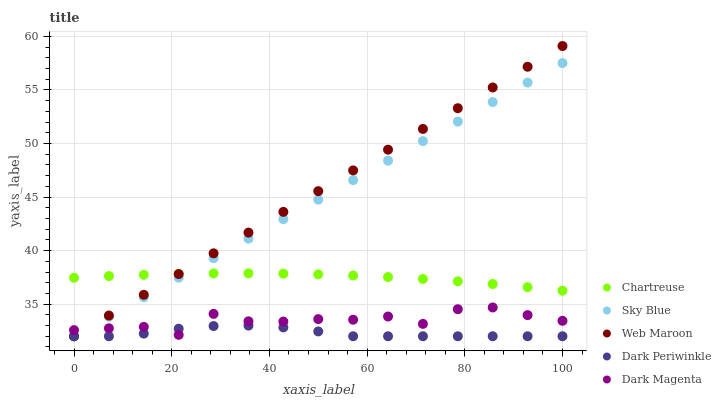 title
60
55
50
45
40
35
0
20
40
60
80
100
yaxis_label
xaxis_label
Chartreuse
Sky Blue
Web Maroon
Dark Periwinkle
Dark Magenta